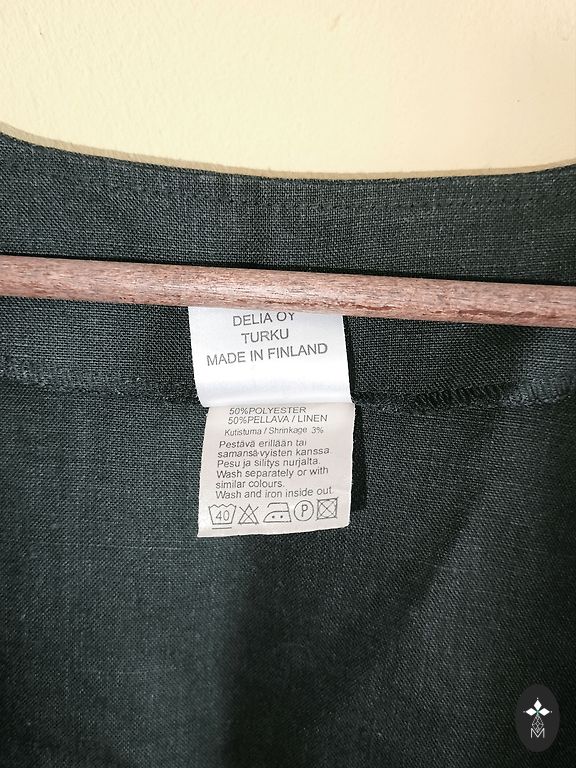 DELIA OY
TURKU
MADE IN FINLAND
50%POLYESTER
50%PELLAVA / LINEN
Kutistuma / Shrinkage 3%
Pestävä erillään tai
samansävyisten kanssa.
Pesu ja silitys nurjalta.
Wash separately or with
similar colours.
Wash and iron inside out
40 P
M